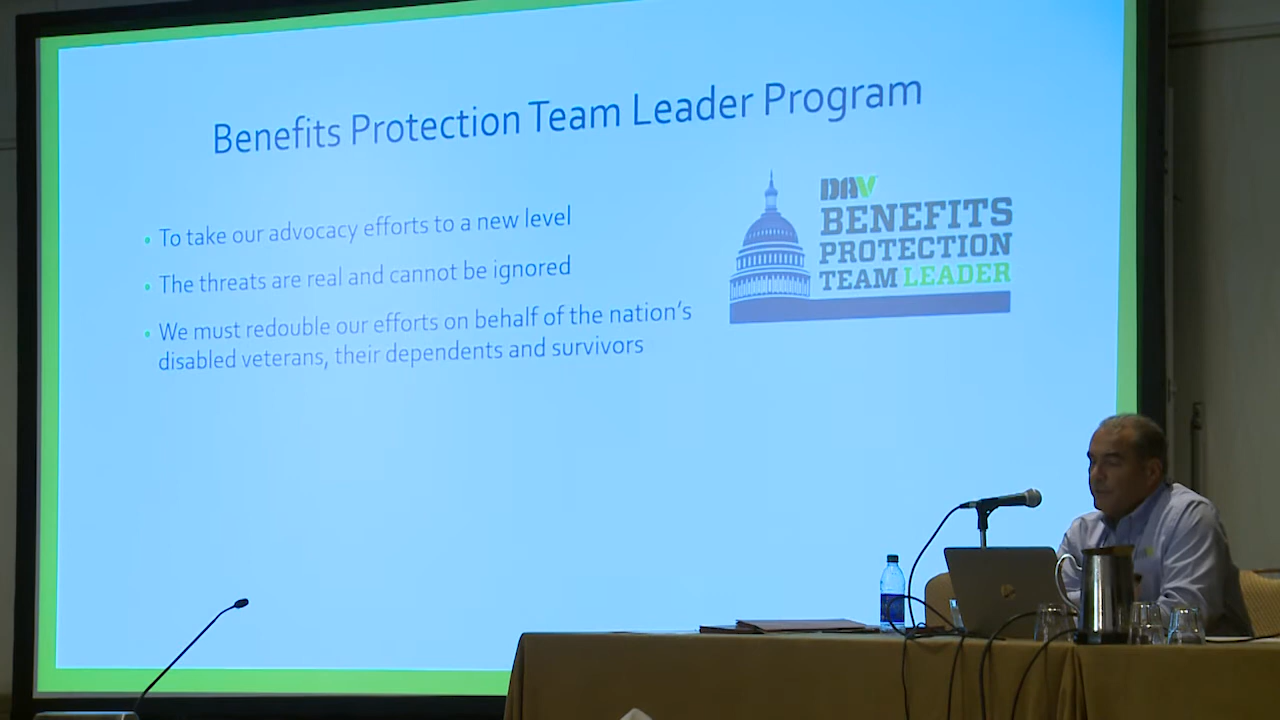 Benefits Protection Team Leader Program
• To take our advocacy efforts to a new level
• The threats are real and cannot be ignored
• We must redouble our efforts on behalf of the nation's
disabled veterans, their dependents and survivors
DAV
BENEFITS
PROTECTION
TEAM LEADER